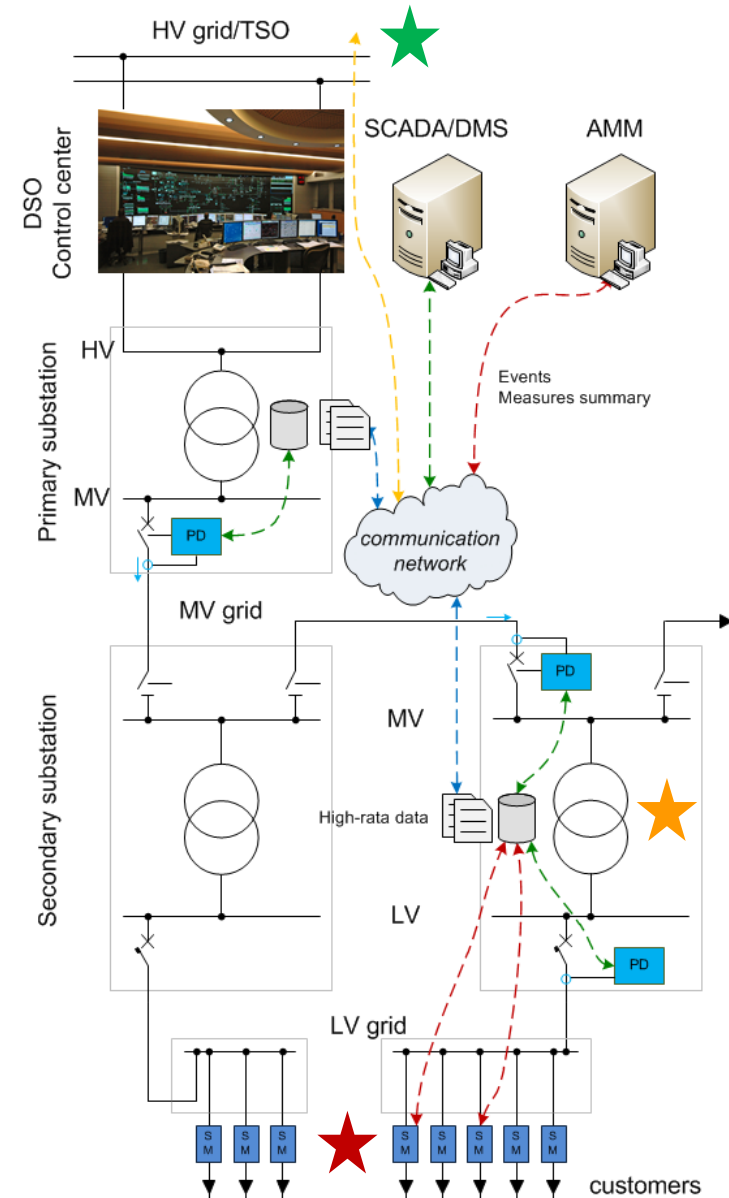 HV grid/TSO
SCADA/DMS
AMM
DSO
Control center
HV
Events
Measures summary
Primary substation
MV
PD
communication
network
MV grid
PD
MV
High-rata data
Secondary substation
LV
PD
LV grid
S
M
S
M
S
M
S
M
S
M
S
M
S
M
S
M
customers